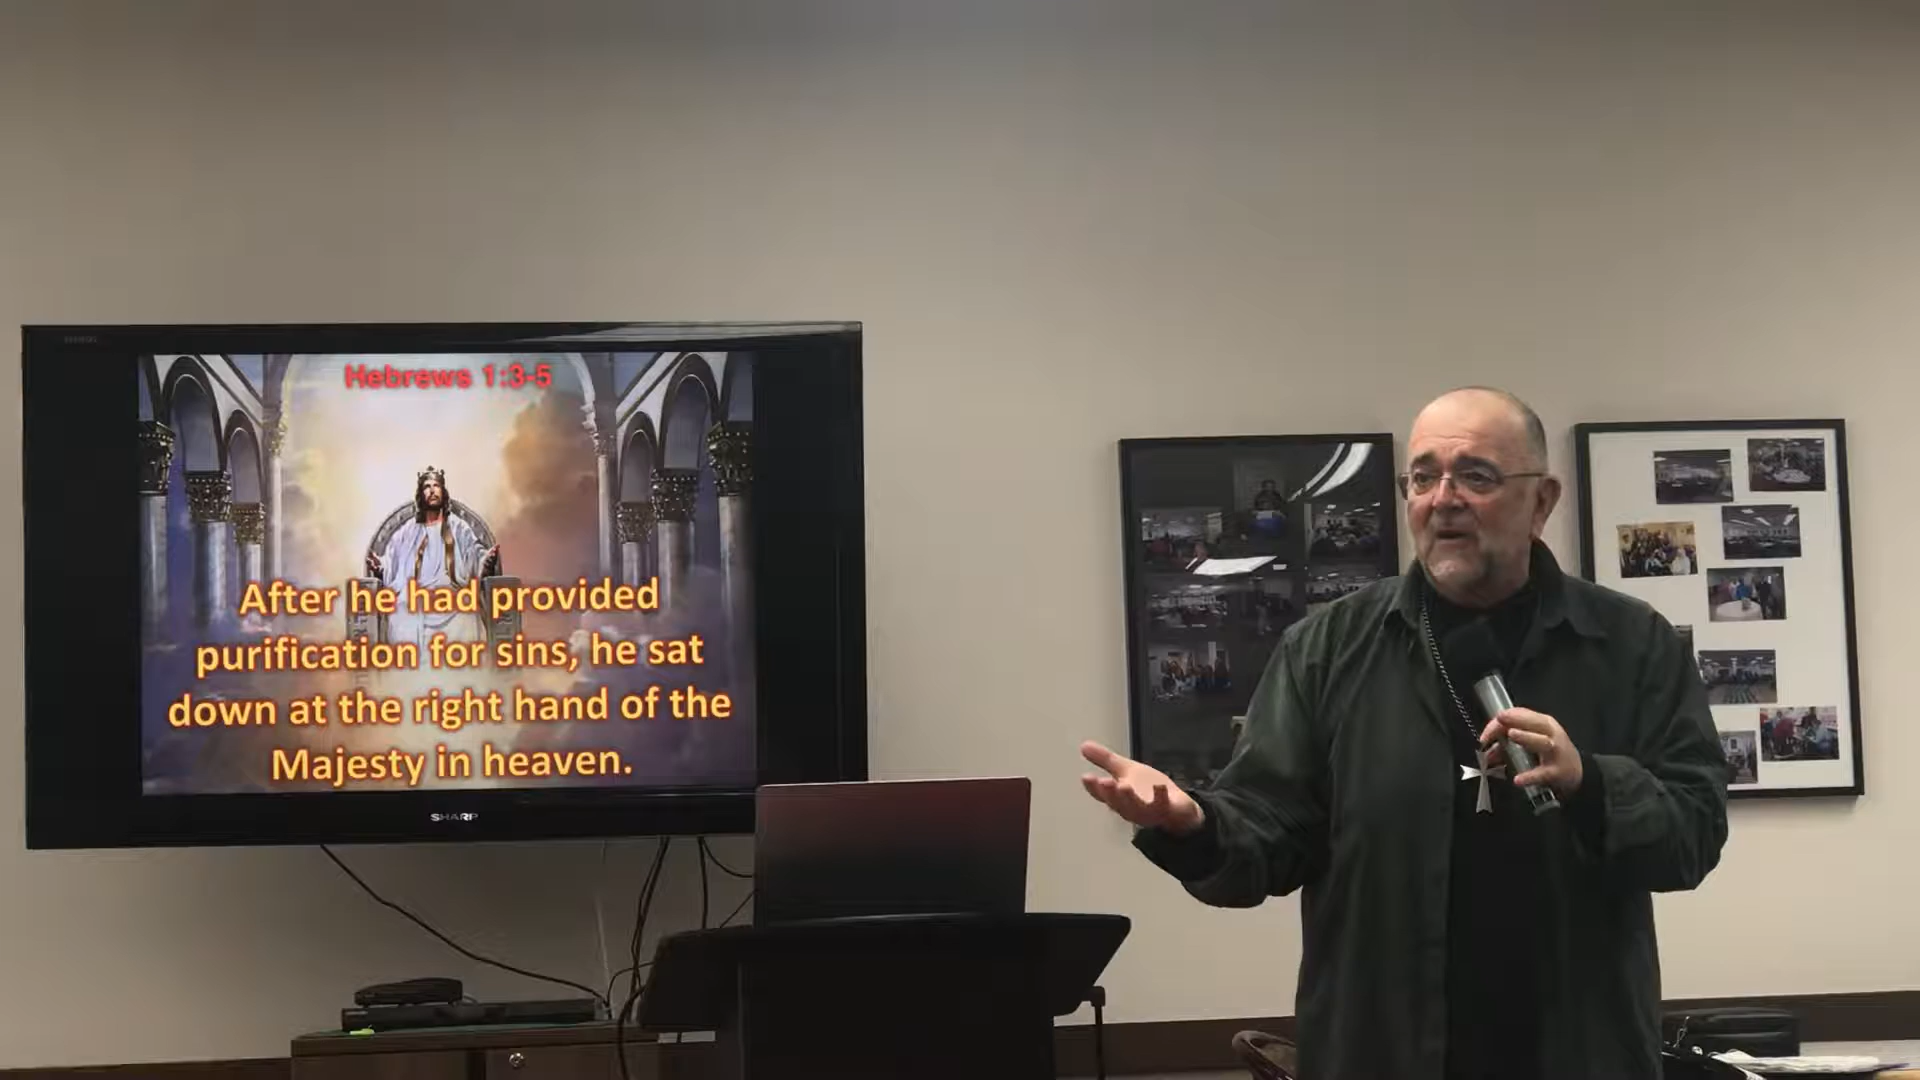 Hebrews 1:3-5
After he had provided
purification for sins, he sat
down at the right hand of the
Majesty in heaven.
SHARP